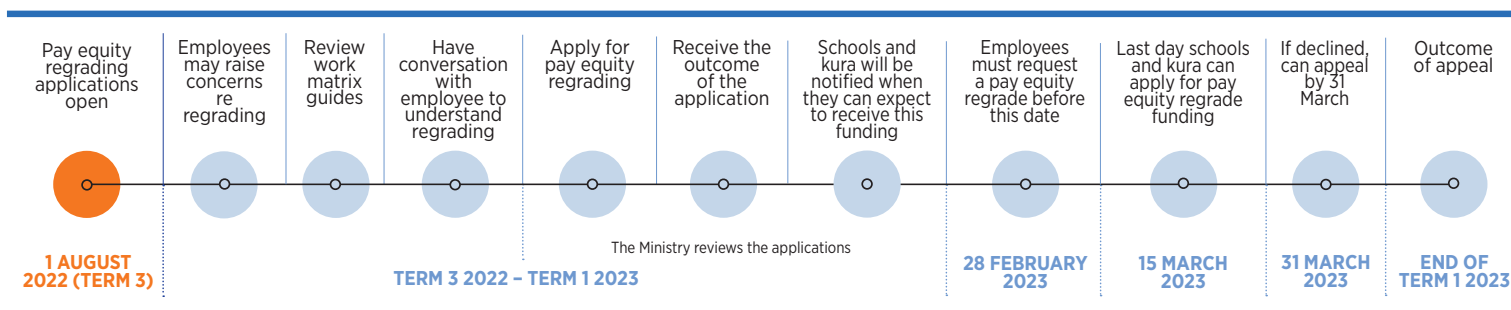 Pay equity
regrading
applications
open
Employees
may raise
concerns
re
regrading
Review
work
matrix
guides
Have
conversation
with
employee to
understand
regrading
Apply for
pay equity
regrading
Receive the
outcome
of the
application
Schools and
kura will be
notified when
they can expect
to receive this
funding
Employees
must request
a pay equity
regrade before
this date
Last day schools
and kura can
apply for pay
equity regrade
funding
If declined,
can appeal
by 31
March
Outcome
of appeal
The Ministry reviews the applications
1 AUGUST
2022 (TERM 3)
TERM 3 2022 – TERM 1 2023
28 FEBRUARY
2023
15 MARCH
2023
31 MARCH
2023
END OF
TERM 1 2023